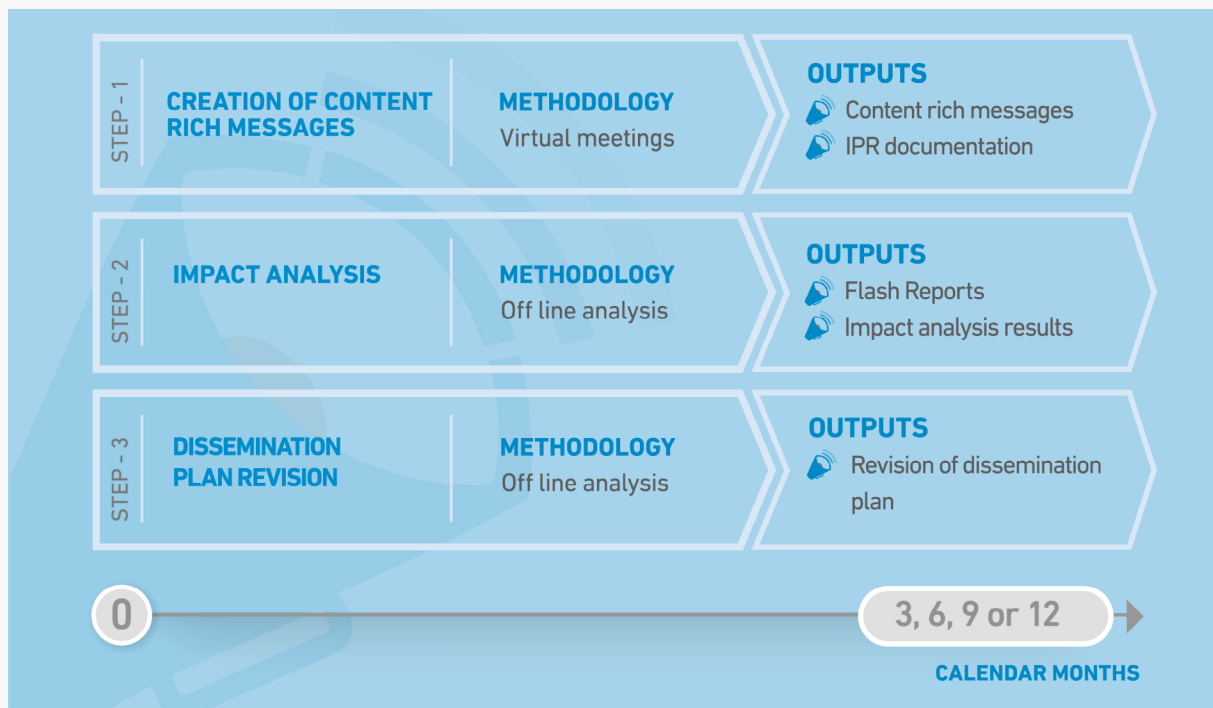 STEP - 1
CREATION OF CONTENT
RICH MESSAGES
METHODOLOGY
Virtual meetings
OUTPUTS
Content rich messages
IPR documentation
STEP - 2
IMPACT ANALYSIS
METHODOLOGY
Off line analysis
OUTPUTS
Flash Reports
Impact analysis results
STEP - 3
DISSEMINATION
PLAN REVISION
METHODOLOGY
Off line analysis
OUTPUTS
Revision of dissemination
plan
0
3, 6, 9 or 12
CALENDAR MONTHS